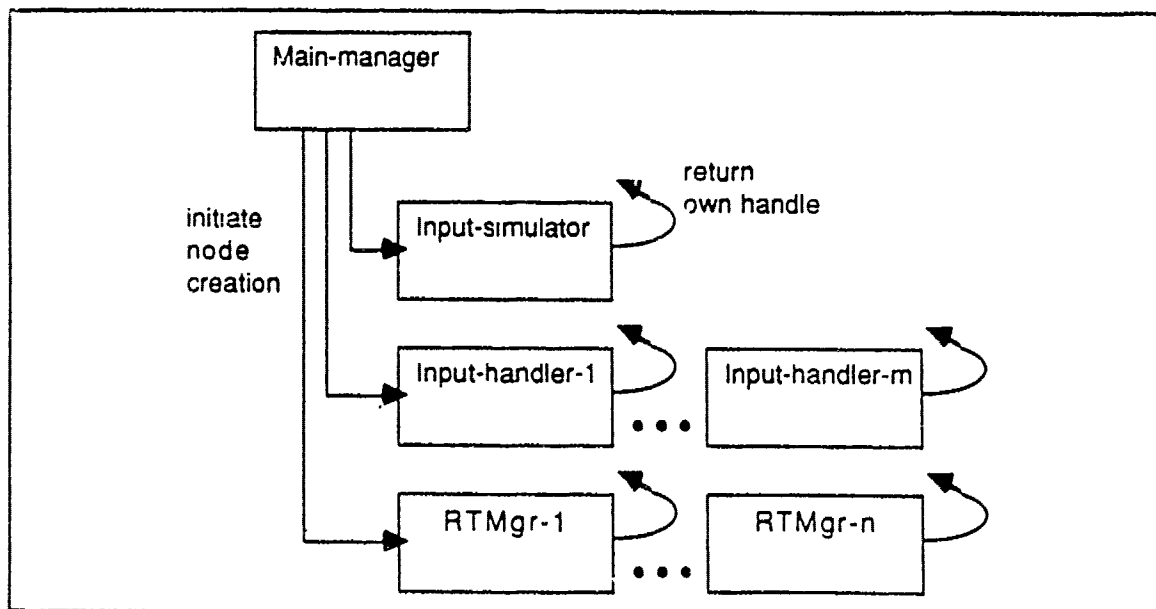 Main-manager
return
own handle
initiate
node
creation
Input-simulator
Input-handler-1
Input-handler-m
RTMgr-1
RTMgr-n